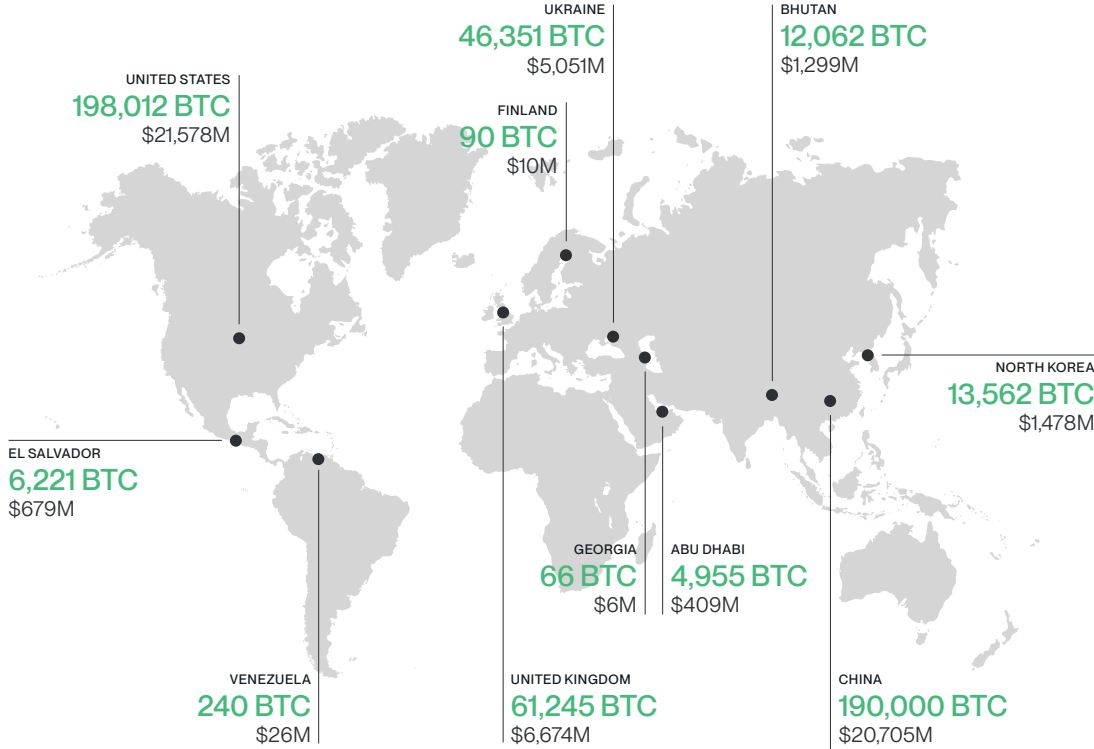 UKRAINE
46,351 BTC
$5,051M
BHUTAN
12,062 BTC
$1,299M
UNITED STATES
198,012 BTC
$21,578M
FINLAND
90 BTC
$10M
NORTH KOREA
13,562 BTC
$1,478M
EL SALVADOR
6,221 BTC
$679M
GEORGIA
66 BTC
$6M
ABU DHABI
4,955 BTC
$409M
VENEZUELA
240 BTC
$26M
UNITED KINGDOM
61,245 BTC
$6,674M
CHINA
190,000 BTC
$20,705M